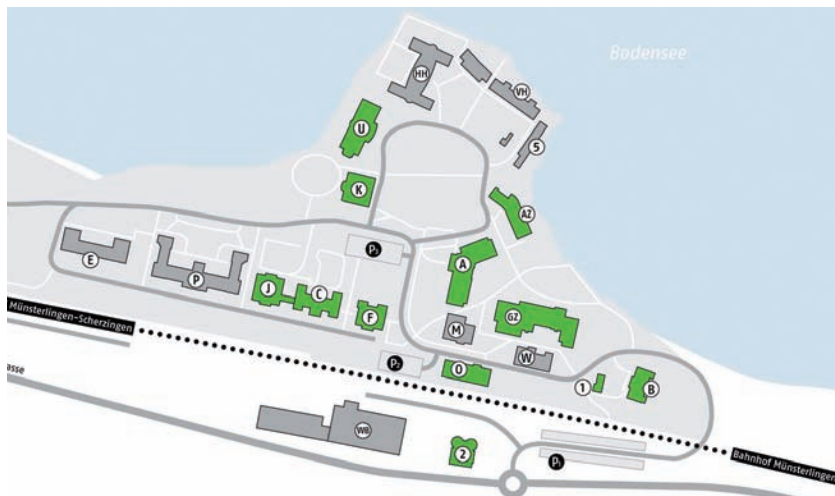 Bodensee
HH
VH
U
5
K
AZ
P3
A
E
P
J
C
F
GZ
M
W
Münsterlingen-Scherzingen
P2
O
1
B
asse
WB
2
P1
Bahnhof Münsterlingen